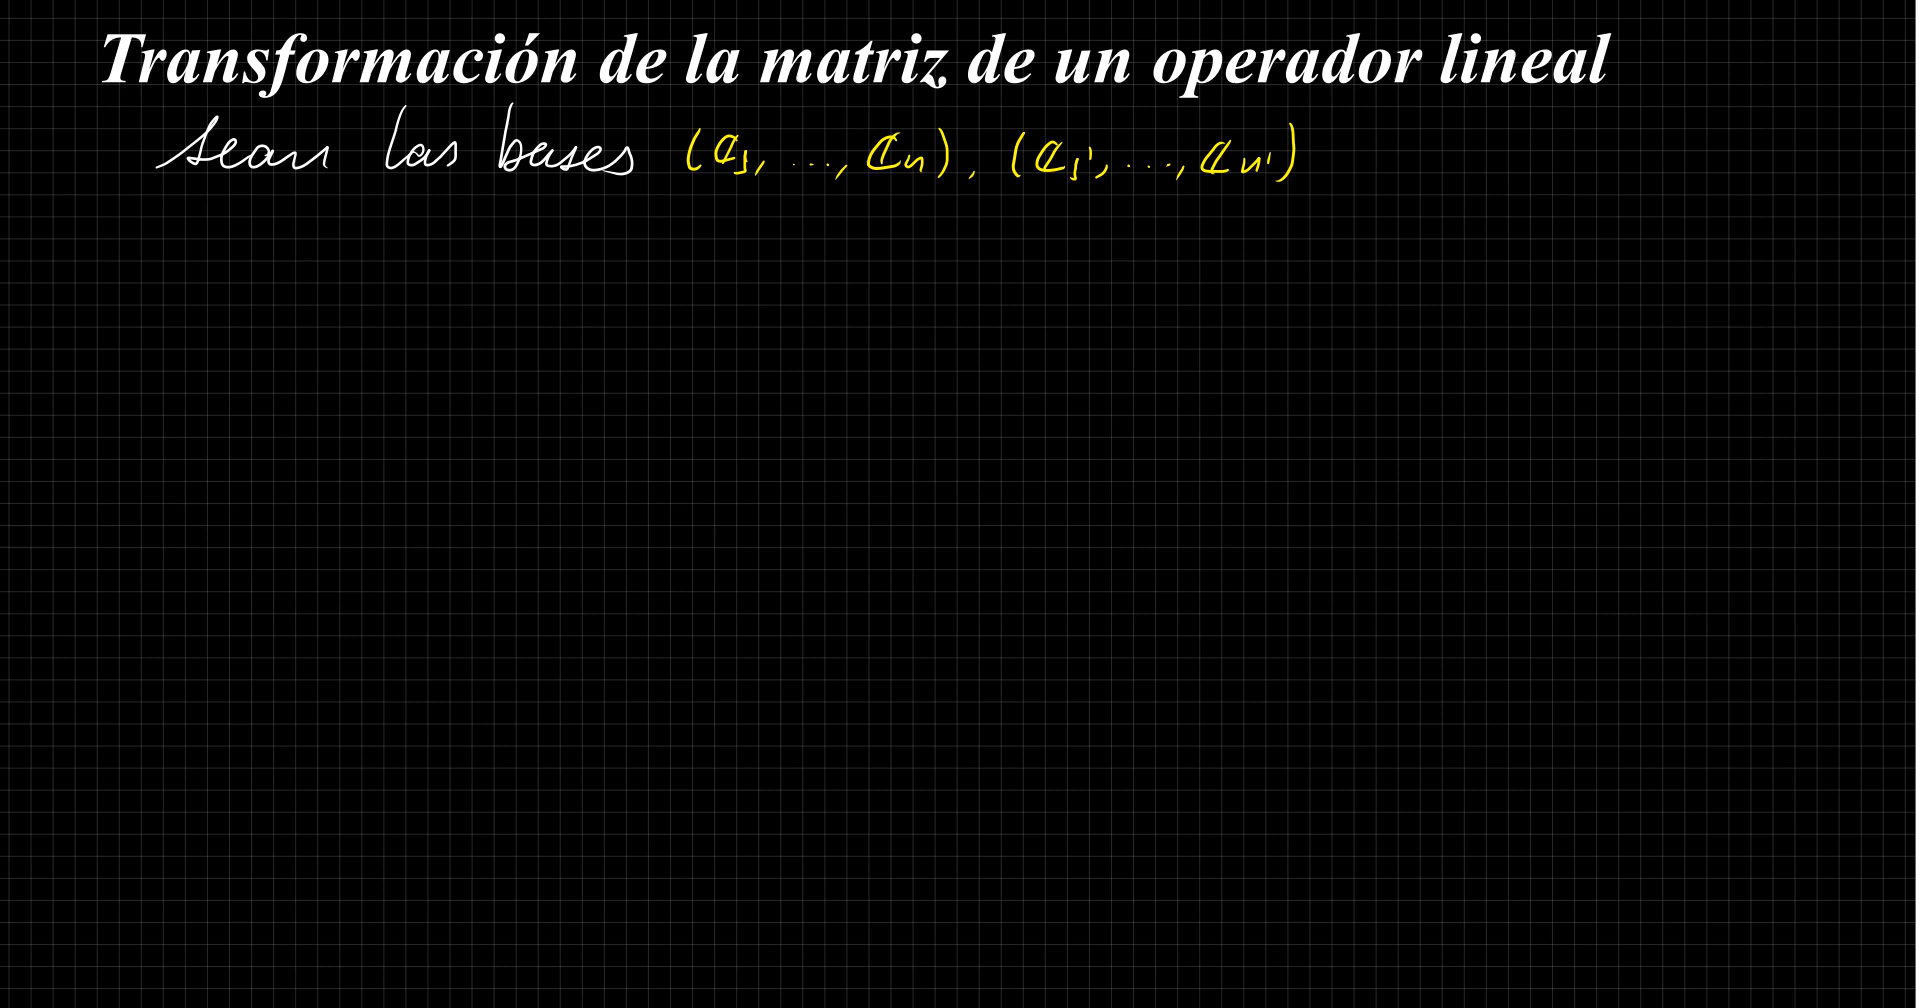 Transformación de la matriz de un operador lineal
Sean las bases (e₁, ..., eₙ), (e₁', ..., eₙ')